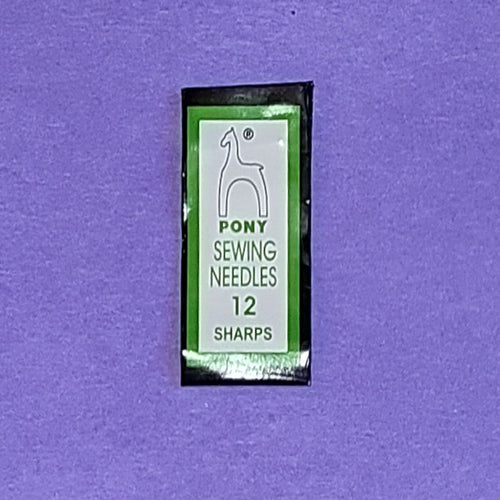 ®
PONY
SEWING
NEEDLES
12
SHARPS